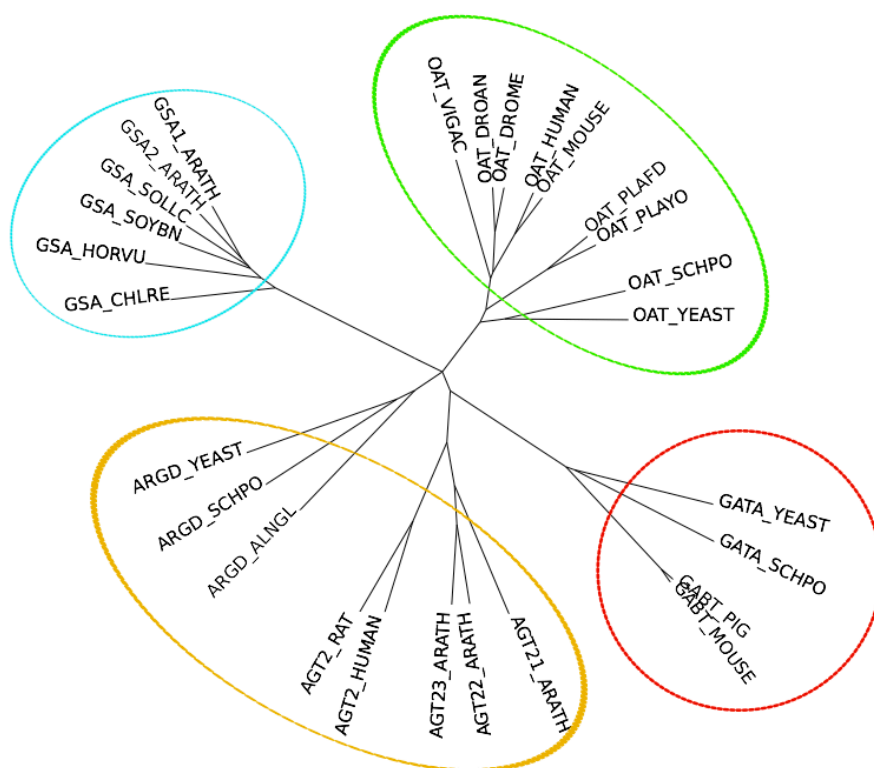 GSA1_ARATH
GSA2_ARATH
GSA_SOLLC
GSA_SOYBN
GSA_HORVU
GSA_CHLRE
OAT_VIGAC
OAT_DROAN
OAT_DROME
OAT_HUMAN
OAT_MOUSE
OAT_PLAFD
OAT_PLAYO
OAT_SCHPO
OAT_YEAST
ARGD_YEAST
ARGD_SCHPO
ARGD_ALNGL
AGT2_RAT
AGT2_HUMAN
AGT23_ARATH
AGT22_ARATH
AGT21_ARATH
GATA_YEAST
GATA_SCHPO
GABT_PIG
GABT_MOUSE